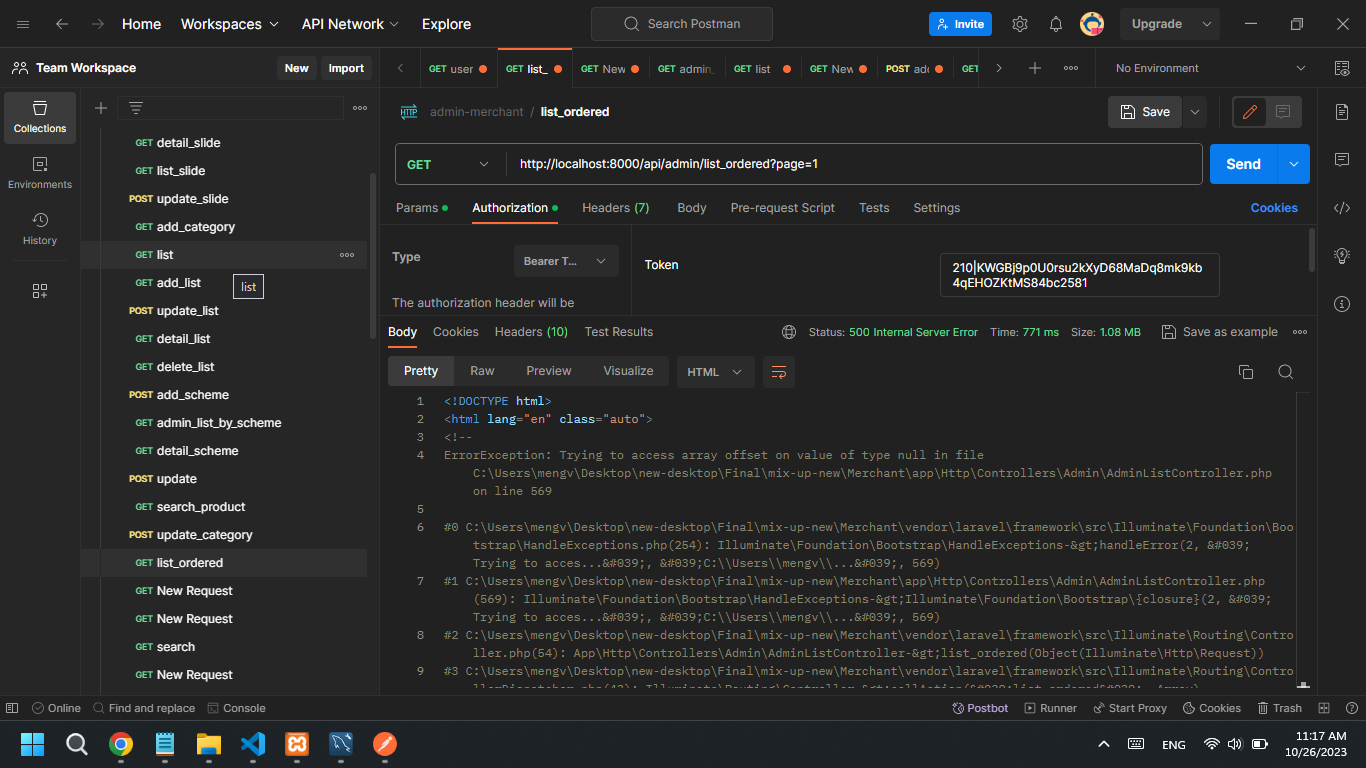 Home Workspaces API Network Explore Search Postman Invite Upgrade
Team Workspace New Import
GET user GET list_ GET New GET admin_ GET list GET New POST add GET No Environment
Collections
Environments
History
GET detail_slide
GET list_slide
POST update_slide
GET add_category
GET list
GET add_list
list
POST update_list
GET detail_list
GET delete_list
POST add_scheme
GET admin_list_by_scheme
GET detail_scheme
POST update
GET search_product
POST update_category
GET list_ordered
GET New Request
GET New Request
GET search
GET New Request
HTTP admin-merchant / list_ordered Save
GET http://localhost:8000/api/admin/list_ordered?page=1 Send
Params Authorization Headers (7) Body Pre-request Script Tests Settings Cookies
Type Bearer T... Token
210|KWGBj9p0U0rsu2kXyD68MaDq8mk9kb
4qEHOZKtMS84bc2581
The authorization header will be
Body Cookies Headers (10) Test Results Status: 500 Internal Server Error Time: 771 ms Size: 1.08 MB Save as example
Pretty Raw Preview Visualize HTML
1 <!DOCTYPE html>
2 <html lang="en" class="auto">
3 <!--
4 ErrorException: Trying to access array offset on value of type null in file
C:\Users\mengv\Desktop\new-desktop\Final\mix-up-new\Merchant\app\Http\Controllers\Admin\AdminListController.php
on line 569
5
6 #0 C:\Users\mengv\Desktop\new-desktop\Final\mix-up-new\Merchant\vendor\laravel\framework\src\Illuminate\Foundation\Boo
tstrap\HandleExceptions.php(254): Illuminate\Foundation\Bootstrap\HandleExceptions-&gt;handleError(2, &#039;
Trying to acces...&#039;, &#039;C:\\Users\\mengv\\...&#039;, 569)
7 #1 C:\Users\mengv\Desktop\new-desktop\Final\mix-up-new\Merchant\app\Http\Controllers\Admin\AdminListController.php
(569): Illuminate\Foundation\Bootstrap\HandleExceptions-&gt;Illuminate\Foundation\Bootstrap\{closure}(2, &#039;
Trying to acces...&#039;, &#039;C:\\Users\\mengv\\...&#039;, 569)
8 #2 C:\Users\mengv\Desktop\new-desktop\Final\mix-up-new\Merchant\vendor\laravel\framework\src\Illuminate\Routing\Contro
ller.php(54): App\Http\Controllers\Admin\AdminListController-&gt;list_ordered(Object(Illuminate\Http\Request))
9 #3 C:\Users\mengv\Desktop\new-desktop\Final\mix-up-new\Merchant\vendor\laravel\framework\src\Illuminate\Routing\Contro
Online Find and replace Console Postbot Runner Start Proxy Cookies Trash
ENG 11:17 AM
10/26/2023